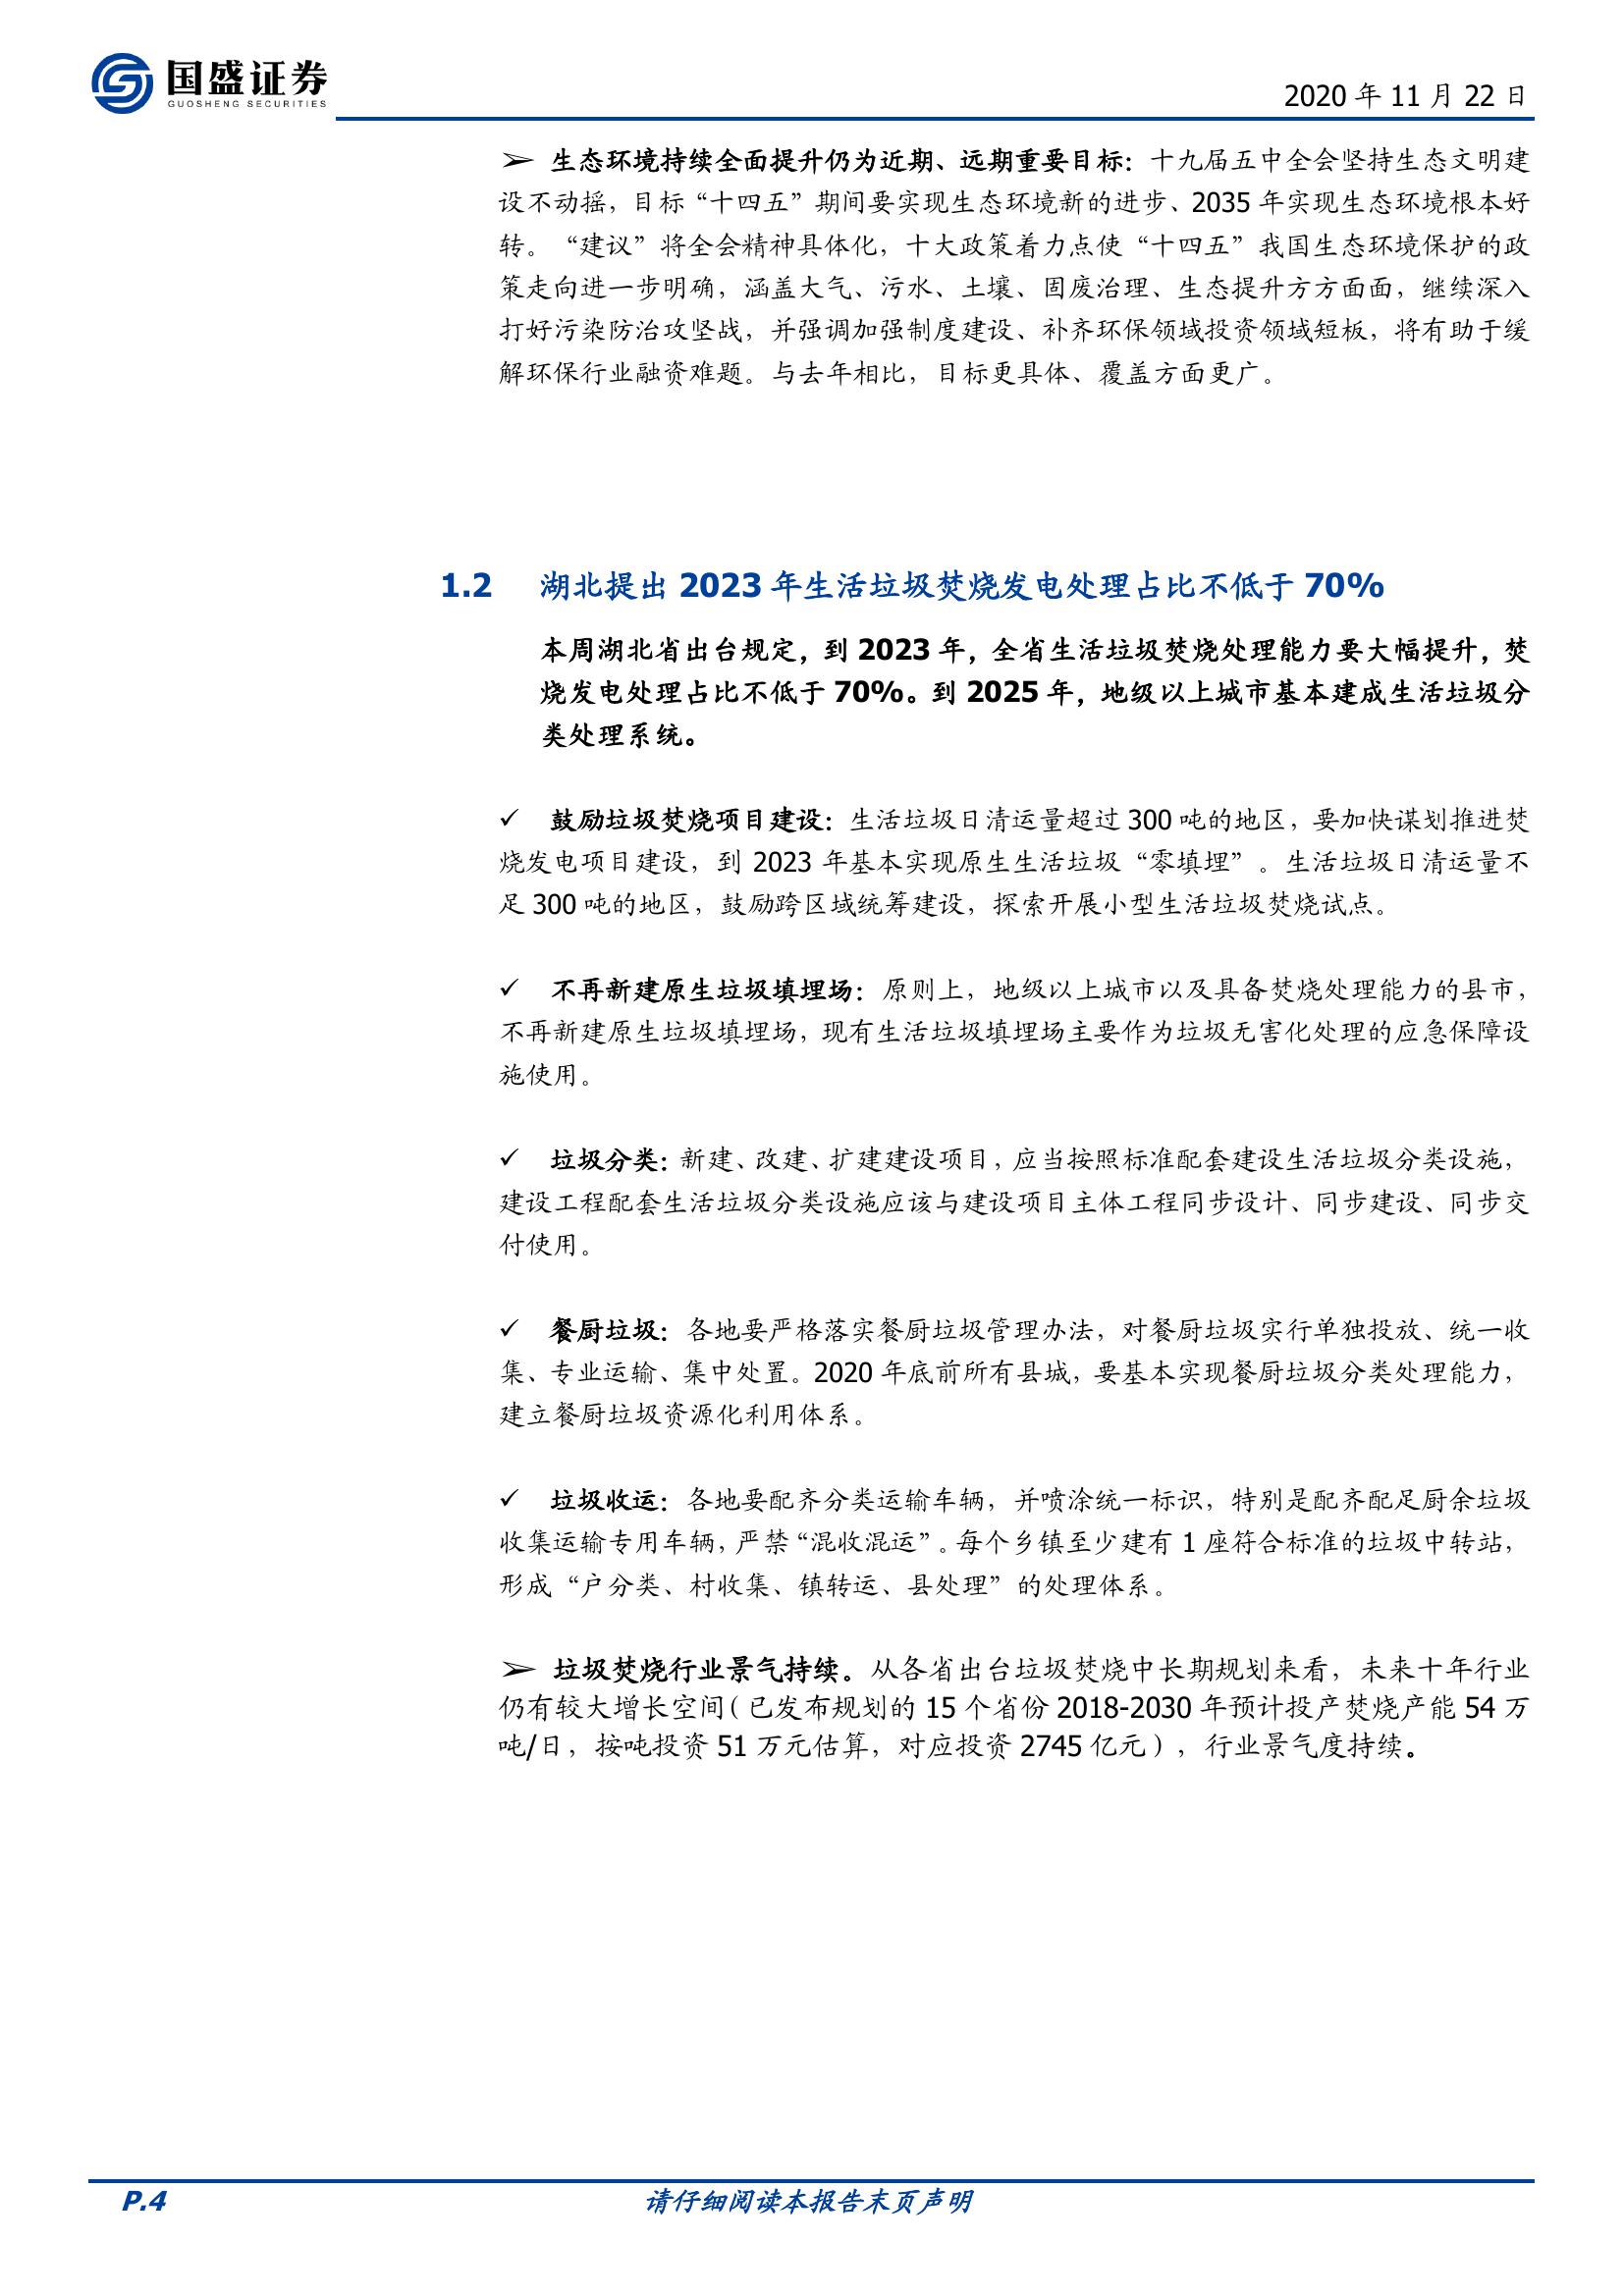 国盛证券
GUOSHENG SECURITIES
2020 年 11 月 22 日
➢ 生态环境持续全面提升仍为近期、远期重要目标：十九届五中全会坚持生态文明建
设不动摇，目标“十四五”期间要实现生态环境新的进步、2035 年实现生态环境根本好
转。“建议”将全会精神具体化，十大政策着力点使“十四五”我国生态环境保护的政
策走向进一步明确，涵盖大气、污水、土壤、固废治理、生态提升方方面面，继续深入
打好污染防治攻坚战，并强调加强制度建设、补齐环保领域投资领域短板，将有助于缓
解环保行业融资难题。与去年相比，目标更具体、覆盖方面更广。
1.2 湖北提出 2023 年生活垃圾焚烧发电处理占比不低于 70%
本周湖北省出台规定，到 2023 年，全省生活垃圾焚烧处理能力要大幅提升，焚
烧发电处理占比不低于 70%。到 2025 年，地级以上城市基本建成生活垃圾分
类处理系统。
✓ 鼓励垃圾焚烧项目建设：生活垃圾日清运量超过 300 吨的地区，要加快谋划推进焚
烧发电项目建设，到 2023 年基本实现原生生活垃圾“零填埋”。生活垃圾日清运量不
足 300 吨的地区，鼓励跨区域统筹建设，探索开展小型生活垃圾焚烧试点。
✓ 不再新建原生垃圾填埋场：原则上，地级以上城市以及具备焚烧处理能力的县市，
不再新建原生垃圾填埋场，现有生活垃圾填埋场主要作为垃圾无害化处理的应急保障设
施使用。
✓ 垃圾分类：新建、改建、扩建建设项目，应当按照标准配套建设生活垃圾分类设施，
建设工程配套生活垃圾分类设施应该与建设项目主体工程同步设计、同步建设、同步交
付使用。
✓ 餐厨垃圾：各地要严格落实餐厨垃圾管理办法，对餐厨垃圾实行单独投放、统一收
集、专业运输、集中处置。2020 年底前所有县城，要基本实现餐厨垃圾分类处理能力，
建立餐厨垃圾资源化利用体系。
✓ 垃圾收运：各地要配齐分类运输车辆，并喷涂统一标识，特别是配齐配足厨余垃圾
收集运输专用车辆，严禁“混收混运”。每个乡镇至少建有 1 座符合标准的垃圾中转站，
形成“户分类、村收集、镇转运、县处理”的处理体系。
➢ 垃圾焚烧行业景气持续。从各省出台垃圾焚烧中长期规划来看，未来十年行业
仍有较大增长空间（已发布规划的 15 个省份 2018-2030 年预计投产焚烧产能 54 万
吨/日，按吨投资 51 万元估算，对应投资 2745 亿元），行业景气度持续。
P.4
请仔细阅读本报告末页声明